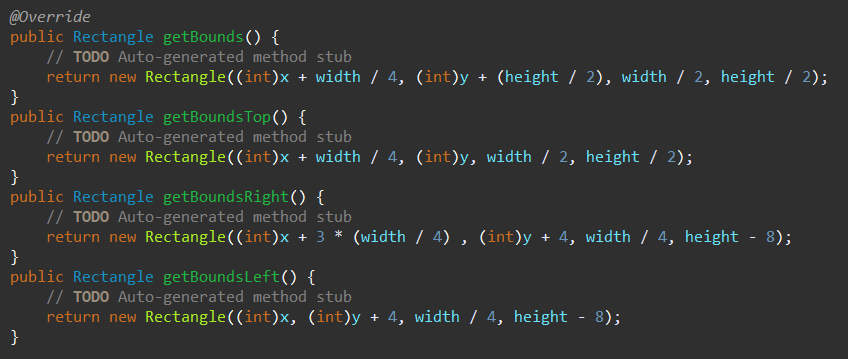 @Override
public Rectangle getBounds() {
    // TODO Auto-generated method stub
    return new Rectangle((int)x + width / 4, (int)y + (height / 2), width / 2, height / 2);
}
public Rectangle getBoundsTop() {
    // TODO Auto-generated method stub
    return new Rectangle((int)x + width / 4, (int)y, width / 2, height / 2);
}
public Rectangle getBoundsRight() {
    // TODO Auto-generated method stub
    return new Rectangle((int)x + 3 * (width / 4) , (int)y + 4, width / 4, height - 8);
}
public Rectangle getBoundsLeft() {
    // TODO Auto-generated method stub
    return new Rectangle((int)x, (int)y + 4, width / 4, height - 8);
}